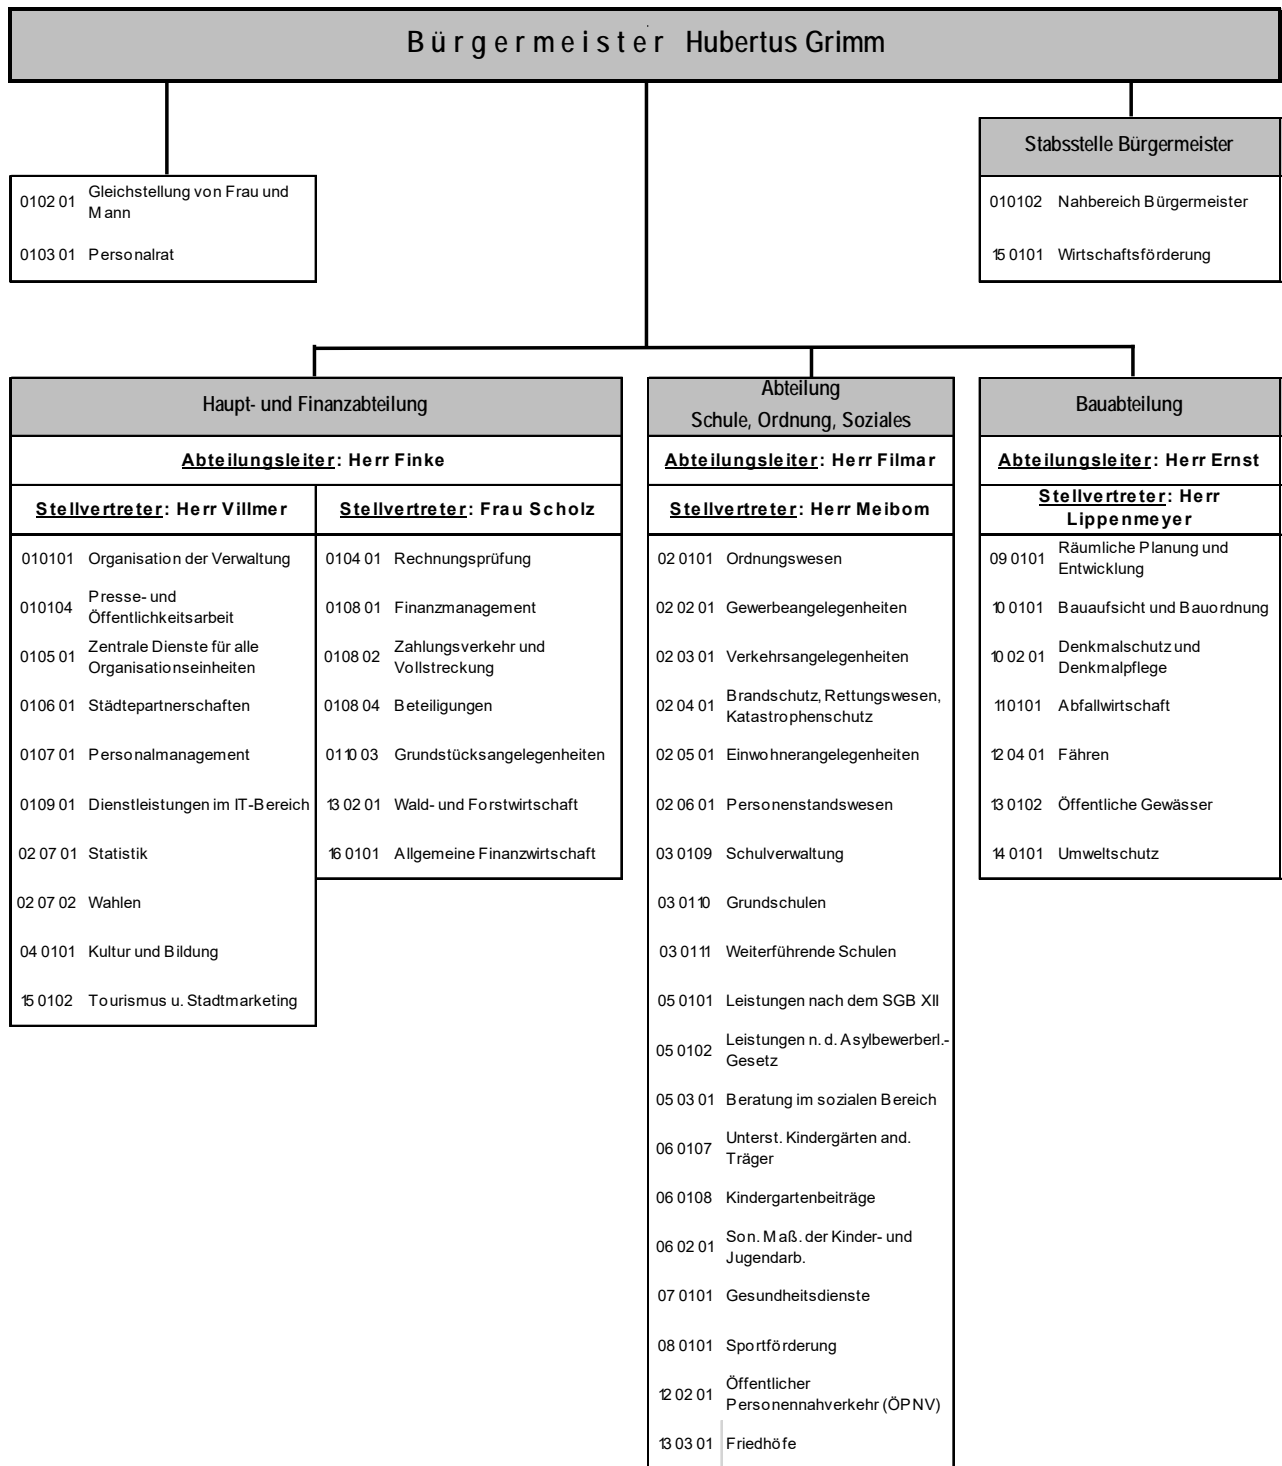 Bürgermeister Hubertus Grimm
Stabsstelle Bürgermeister
0102 01 Gleichstellung von Frau und
Mann
0103 01 Personalrat
010102 Nahbereich Bürgermeister
15 0101 Wirtschaftsförderung
Haupt- und Finanzabteilung
Abteilungsleiter: Herr Finke
Stellvertreter: Herr Villmer
010101 Organisation der Verwaltung
010104 Presse- und
Öffentlichkeitsarbeit
0105 01 Zentrale Dienste für alle
Organisationseinheiten
0106 01 Städtepartnerschaften
0107 01 Personalmanagement
0109 01 Dienstleistungen im IT-Bereich
02 07 01 Statistik
02 07 02 Wahlen
04 0101 Kultur und Bildung
15 0102 Tourismus u. Stadtmarketing
Stellvertreter: Frau Scholz
0104 01 Rechnungsprüfung
0108 01 Finanzmanagement
0108 02 Zahlungsverkehr und
Vollstreckung
0108 04 Beteiligungen
0110 03 Grundstücksangelegenheiten
13 02 01 Wald- und Forstwirtschaft
16 0101 Allgemeine Finanzwirtschaft
Abteilung
Schule, Ordnung, Soziales
Abteilungsleiter: Herr Filmar
Stellvertreter: Herr Meibom
02 0101 Ordnungswesen
02 02 01 Gewerbeangelegenheiten
02 03 01 Verkehrsangelegenheiten
02 04 01 Brandschutz, Rettungswesen,
Katastrophenschutz
02 05 01 Einwohnerangelegenheiten
02 06 01 Personenstandswesen
03 0109 Schulverwaltung
03 0110 Grundschulen
03 0111 Weiterführende Schulen
05 0101 Leistungen nach dem SGB XII
05 0102 Leistungen n. d. Asylbewerberl.-
Gesetz
05 03 01 Beratung im sozialen Bereich
06 0107 Unterst. Kindergärten and.
Träger
06 0108 Kindergartenbeiträge
06 02 01 Son. Maß. der Kinder- und
Jugendarb.
07 0101 Gesundheitsdienste
08 0101 Sportförderung
12 02 01 Öffentlicher
Personennahverkehr (ÖPNV)
13 03 01 Friedhöfe
Bauabteilung
Abteilungsleiter: Herr Ernst
Stellvertreter: Herr
Lippenmeyer
09 0101 Räumliche Planung und
Entwicklung
10 0101 Bauaufsicht und Bauordnung
10 02 01 Denkmalschutz und
Denkmalpflege
11 0101 Abfallwirtschaft
12 04 01 Fähren
13 0102 Öffentliche Gewässer
14 0101 Umweltschutz